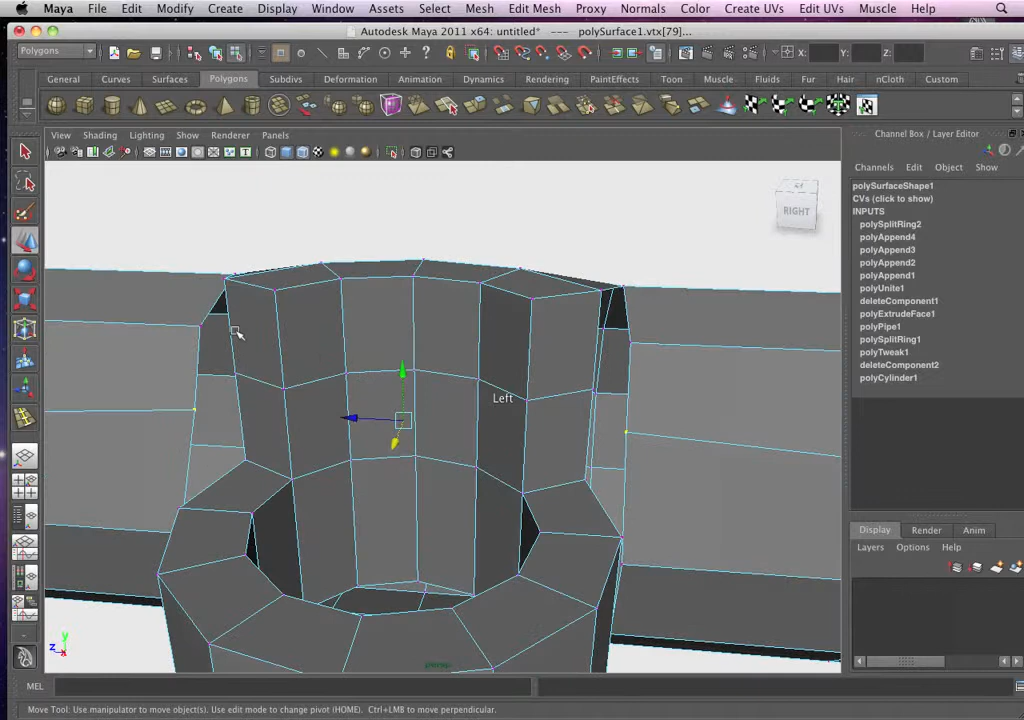 Maya File Edit Modify Create Display Window Assets Select Mesh Edit Mesh Proxy Normals Color Create UVs Edit UVs Muscle Help
Autodesk Maya 2011 x64: untitled* --- polySurface1.vtx[79]...
Polygons X: Y: Z:
General Curves Surfaces Polygons Subdivs Deformation Animation Dynamics Rendering PaintEffects Toon Muscle Fluids Fur Hair nCloth Custom
Channel Box / Layer Editor
View Shading Lighting Show Renderer Panels
Channels Edit Object Show
polySurfaceShape1
CVs (click to show)
INPUTS
polySplitRing2
polyAppend4
polyAppend3
polyAppend2
polyAppend1
polyUnite1
deleteComponent1
polyExtrudeFace1
polyPipe1
polySplitRing1
polyTweak1
deleteComponent2
polyCylinder1
RIGHT
Left
Display Render Anim
Layers Options Help
y
z
x
persp
MEL
Move Tool: Use manipulator to move object(s). Use edit mode to change pivot (HOME). Ctrl+LMB to move perpendicular.